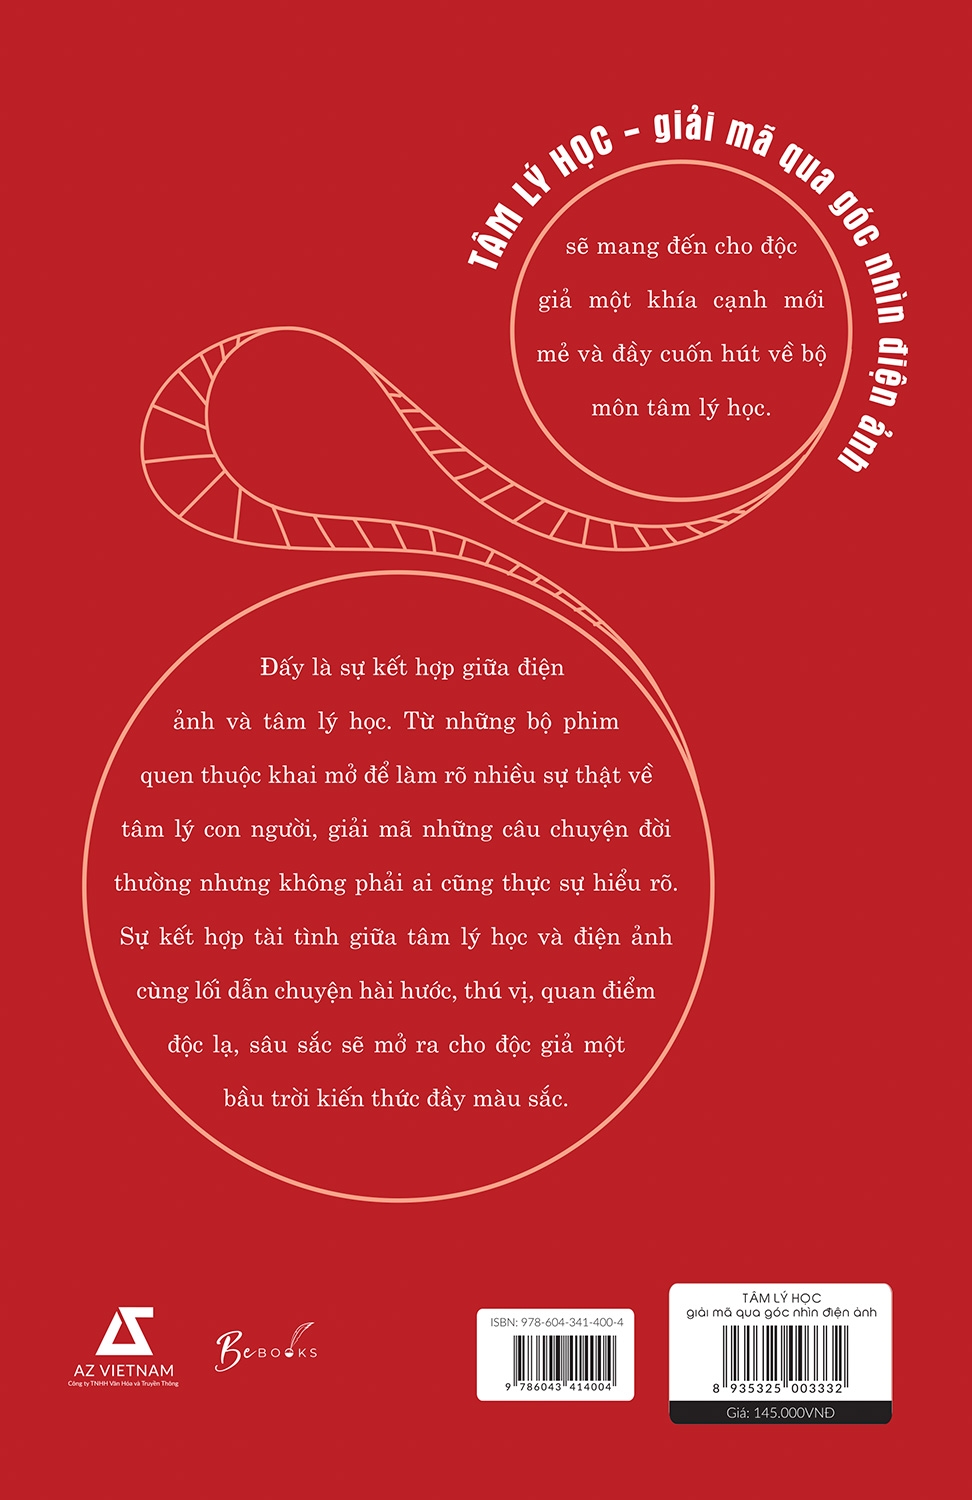 TÂM LÝ HỌC – giải mã qua góc nhìn điện ảnh
sẽ mang đến cho độc
giả một khía cạnh mới
mẻ và đầy cuốn hút về bộ
môn tâm lý học.
Đấy là sự kết hợp giữa điện
ảnh và tâm lý học. Từ những bộ phim
quen thuộc khai mở để làm rõ nhiều sự thật về
tâm lý con người, giải mã những câu chuyện đời
thường nhưng không phải ai cũng thực sự hiểu rõ.
Sự kết hợp tài tình giữa tâm lý học và điện ảnh
cùng lối dẫn chuyện hài hước, thú vị, quan điểm
độc lạ, sâu sắc sẽ mở ra cho độc giả một
bầu trời kiến thức đầy màu sắc.
AZ VIETNAM
Công ty TNHH Văn Hóa và Truyền Thông
BeBOOKS
ISBN: 978-604-341-400-4
9 786043 414004
TÂM LÝ HỌC
giải mã qua góc nhìn điện ảnh
8 935325 003332
Giá: 145.000VNĐ